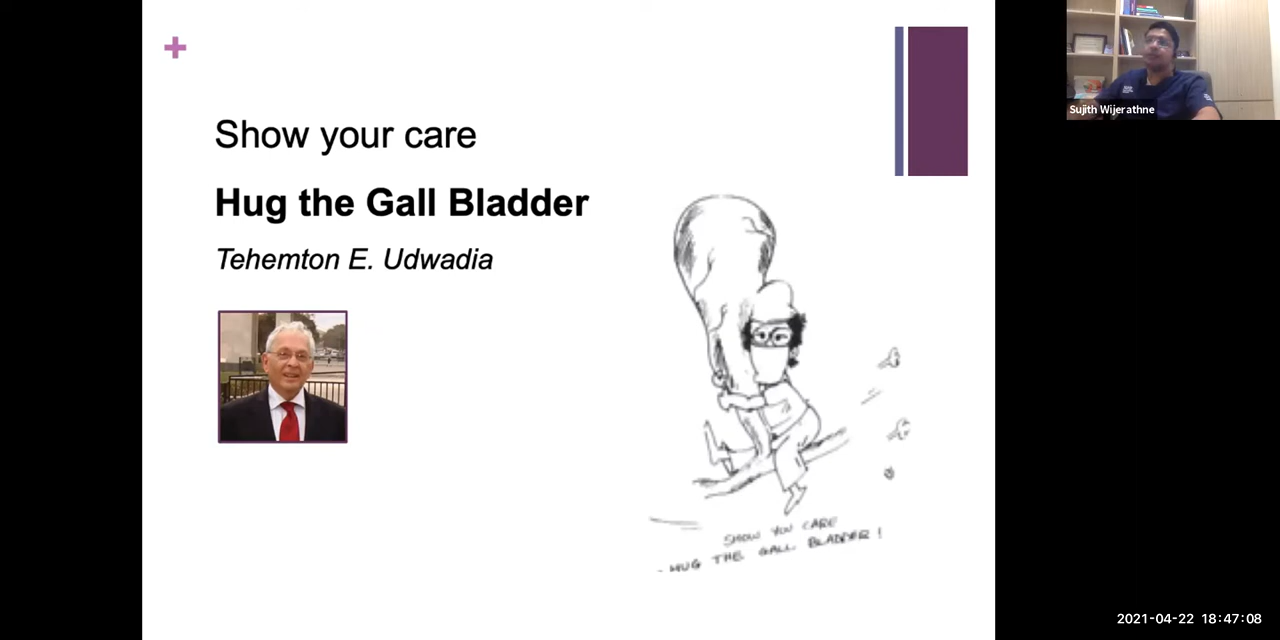 Show your care
Hug the Gall Bladder
Tehemton E. Udwadia
SHOW YOU CARE
- HUG THE GALL BLADDER !
Sujith Wijerathne
2021-04-22 18:47:08